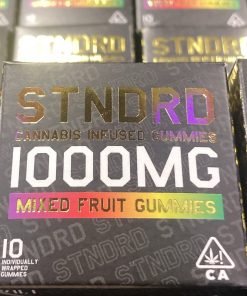 STNDRD
CANNABIS INFUSED GUMMIES
1000MG
MIXED FRUIT GUMMIES
10
INDIVIDUALLY
WRAPPED
GUMMIES
!
CA